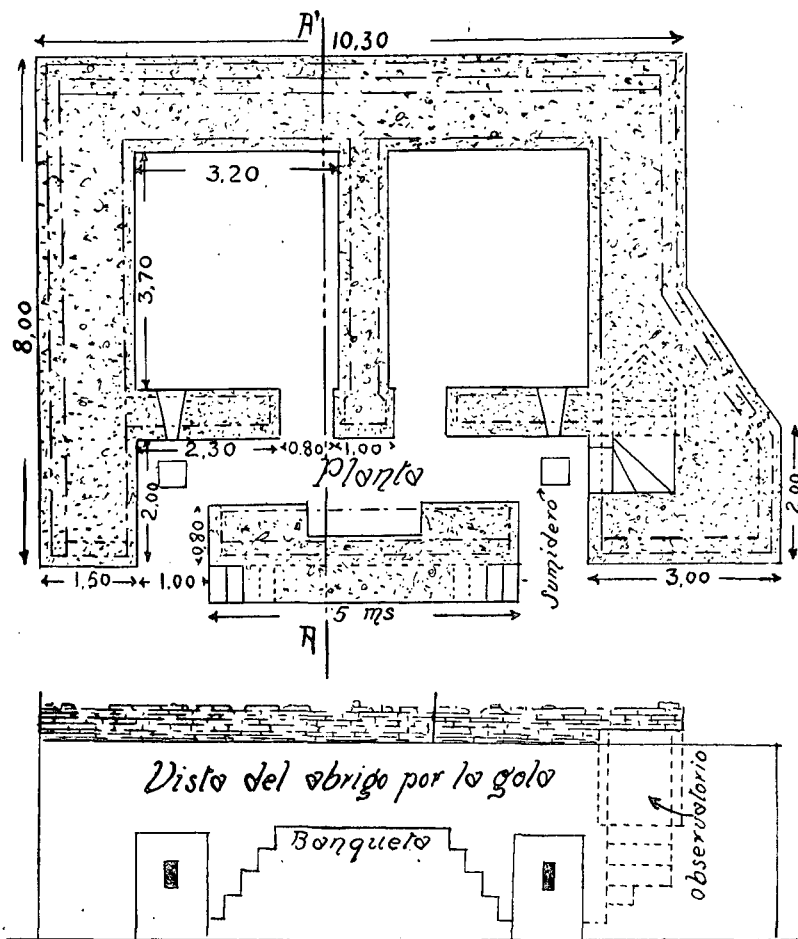 A'
10,30
3,20
3,70
8,00
2,30
0.80
1,00
Planta
2.00
0,80
Sumidero
2,00
1,50
1.00
3,00
5 ms
A
Vista del abrigo por la gola
Banqueta
observatorio